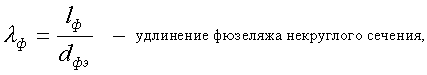 λ_ф = l_ф / d_фэ – удлинение фюзеляжа некруглого сечения,